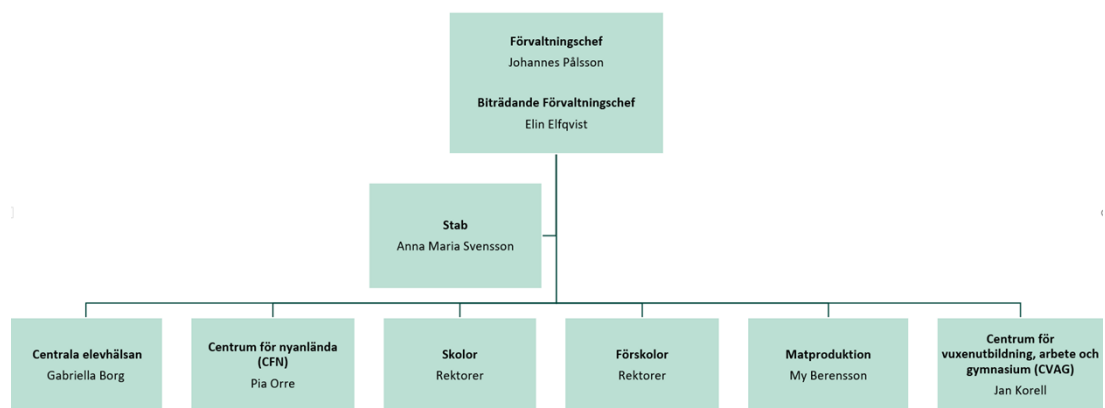 Förvaltningschef
Johannes Pålsson
Biträdande Förvaltningschef
Elin Elfqvist
Stab
Anna Maria Svensson
Centrala elevhälsan
Gabriella Borg
Centrum för nyanlända
(CFN)
Pia Orre
Skolor
Rektorer
Förskolor
Rektorer
Matproduktion
My Berensson
Centrum för
vuxenutbildning, arbete och
gymnasium (CVAG)
Jan Korell